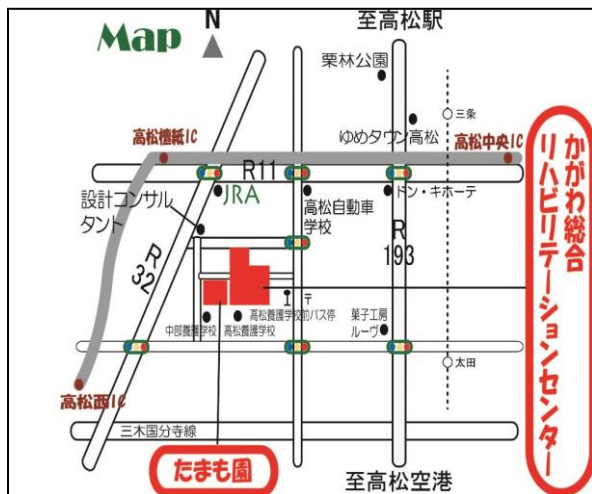 Map
N
至高松駅
栗林公園
三条
ゆめタウン高松
高松檀紙IC
高松中央IC
R11
JRA
高松自動車
学校
ドン・キホーテ
設計コンサル
タント
R
32
R
193
かがわ総合
リハビリテーションセンター
〒
高松養護学校前バス停
菓子工房
ルーヴ
中部養護学校
高松養護学校
太田
高松西IC
三木国分寺線
たまも園
至高松空港